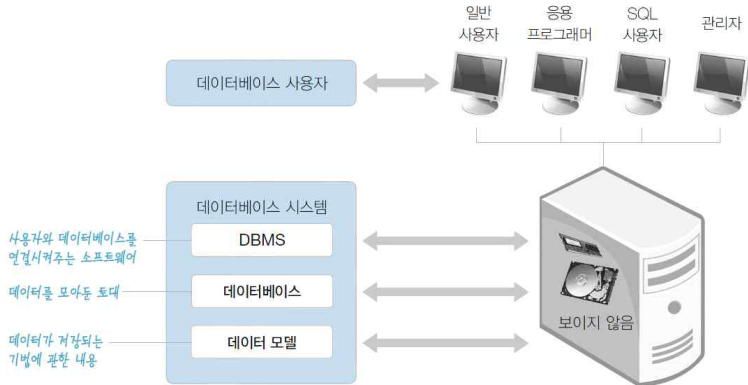 일반
사용자
응용
프로그래머
SQL
사용자
관리자
데이터베이스 사용자
데이터베이스 시스템
사용자와 데이터베이스를
연결시켜주는 소프트웨어
DBMS
데이터를 모아둔 토대
데이터베이스
데이터가 저장되는
기법에 관한 내용
데이터 모델
보이지 않음